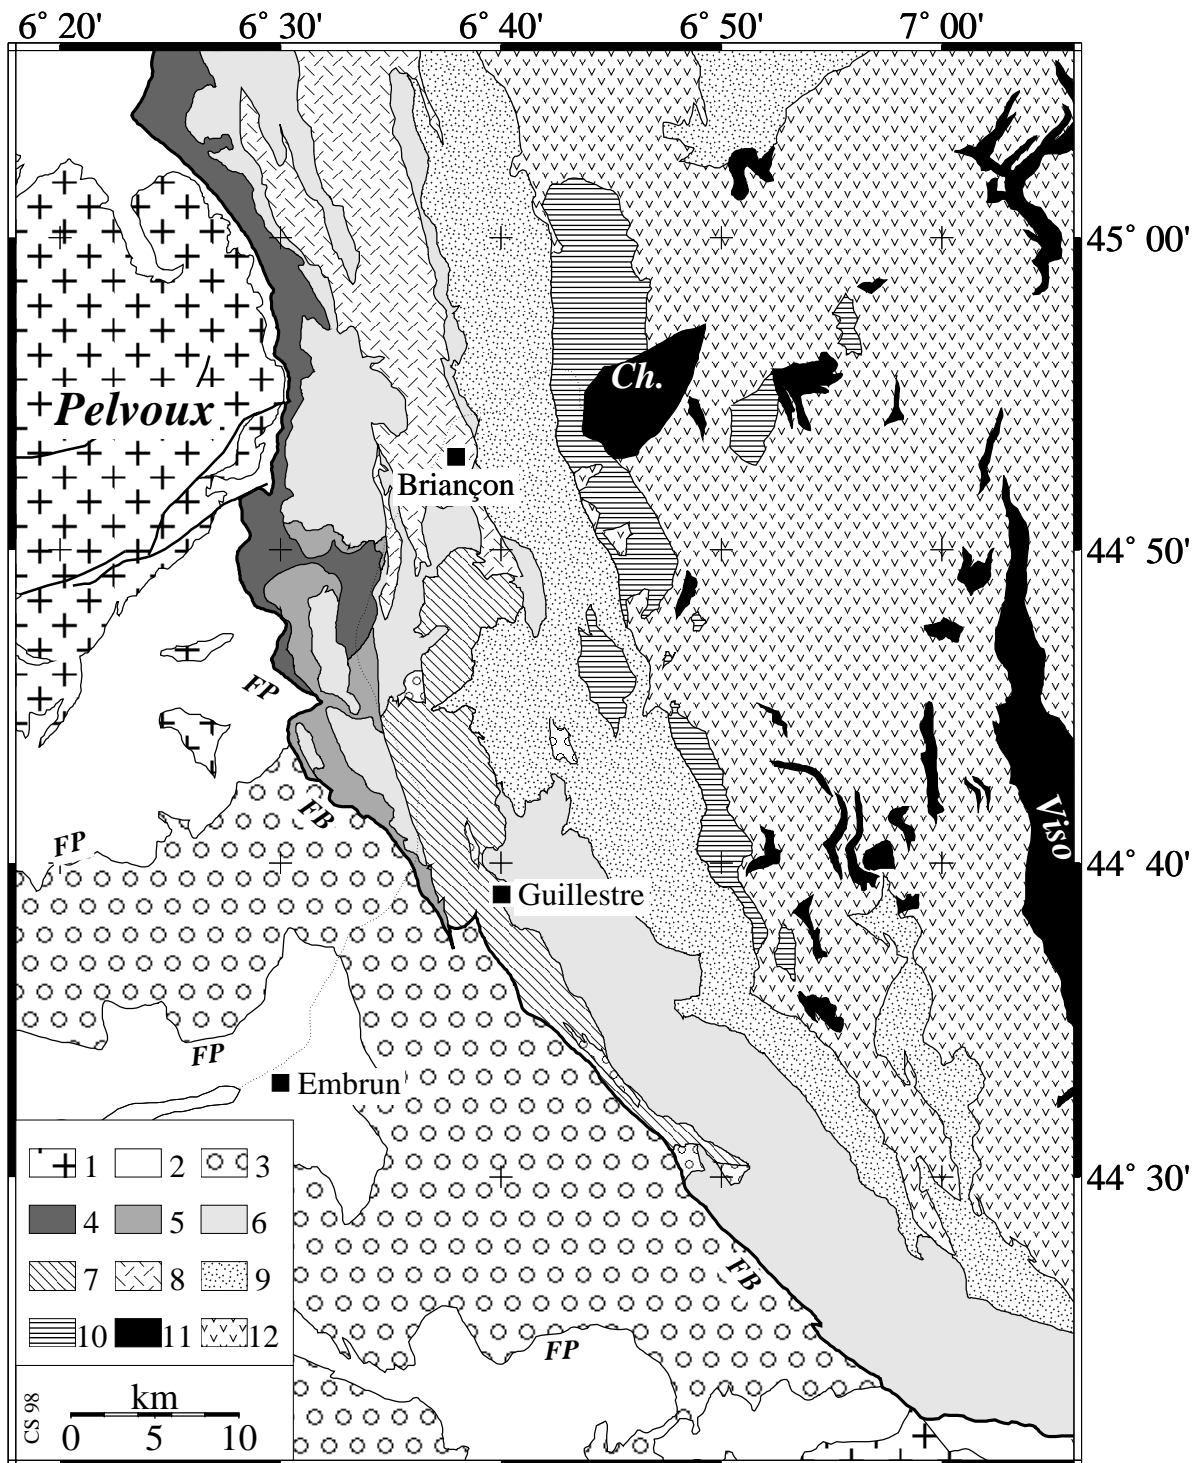 6° 20' 6° 30' 6° 40' 6° 50' 7° 00'
45° 00'
Ch.
Pelvoux
Briançon
44° 50'
FP
FB
Viso
FP
44° 40'
Guillestre
FP
Embrun
1 2 3
44° 30'
4 5 6
7 8 9
FB
10 11 12
FP
km
0 5 10
CS 98